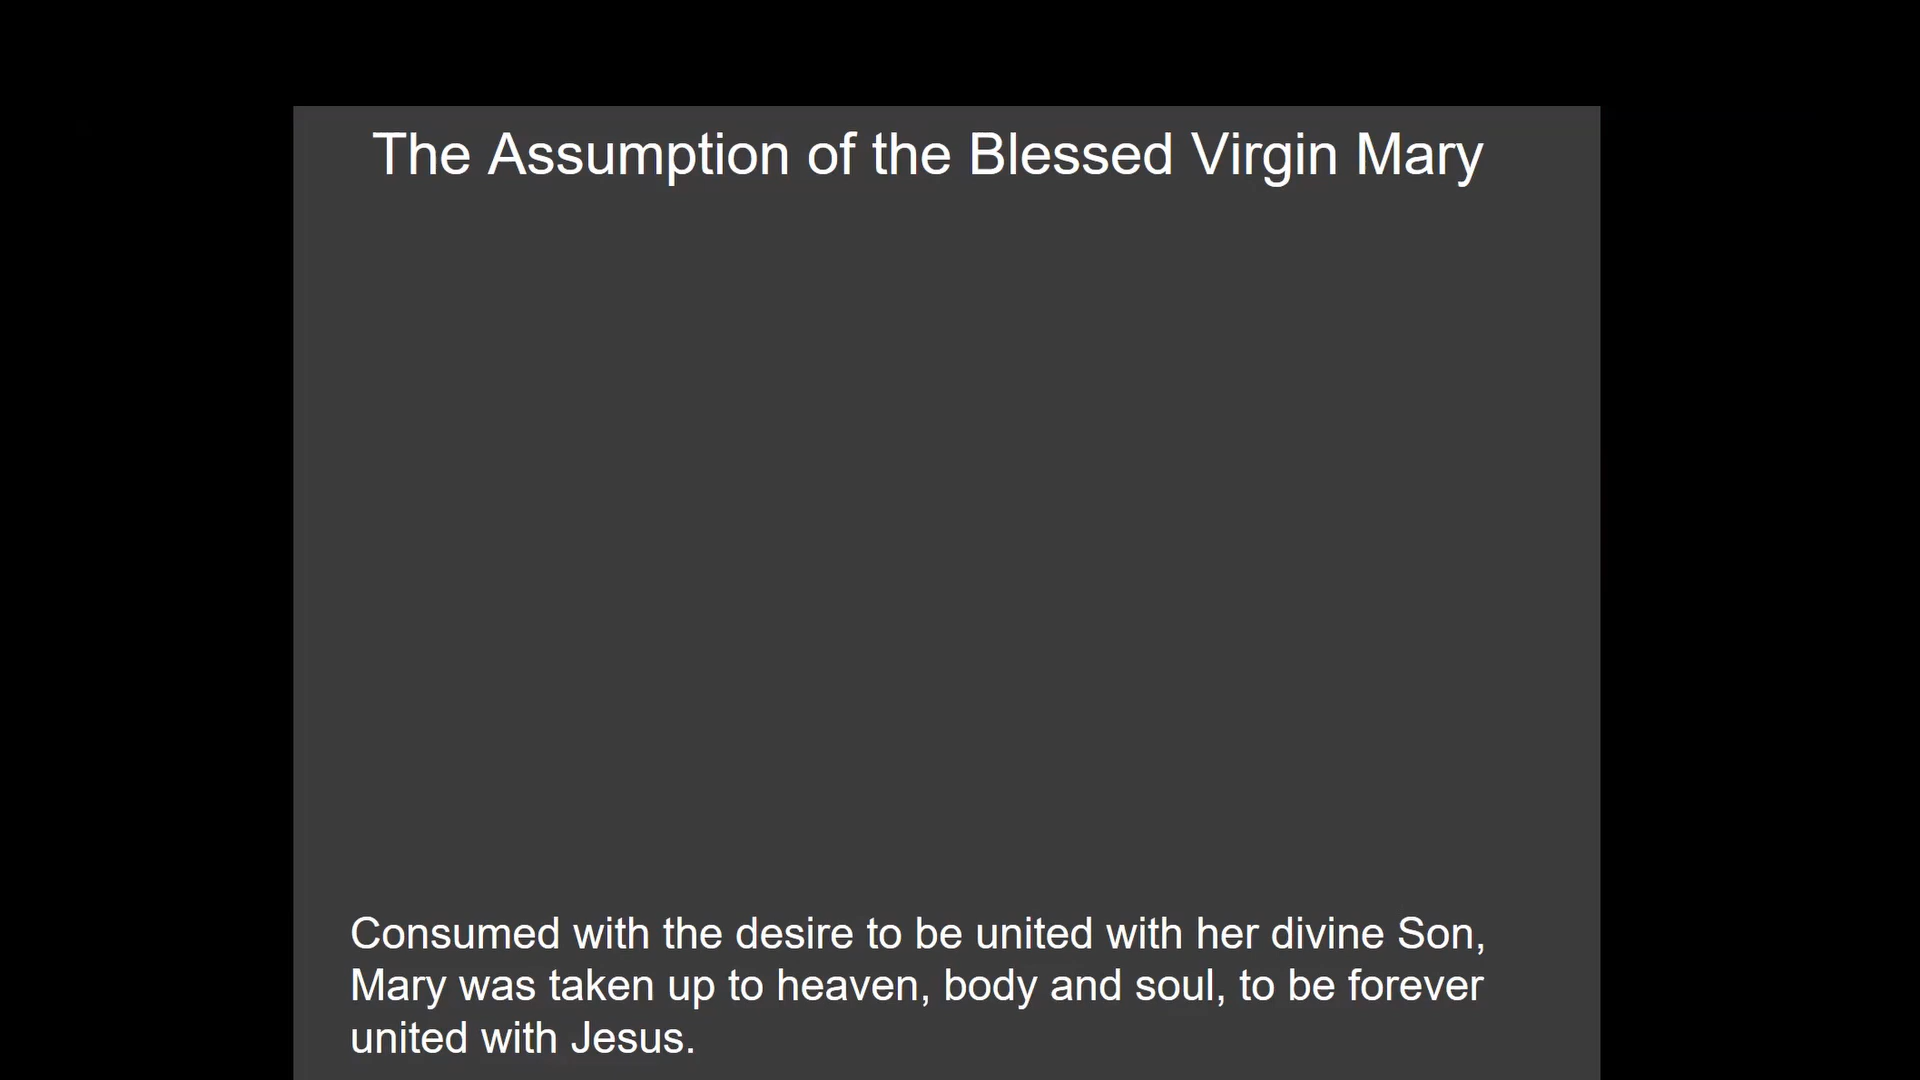 The Assumption of the Blessed Virgin Mary
Consumed with the desire to be united with her divine Son,
Mary was taken up to heaven, body and soul, to be forever
united with Jesus.